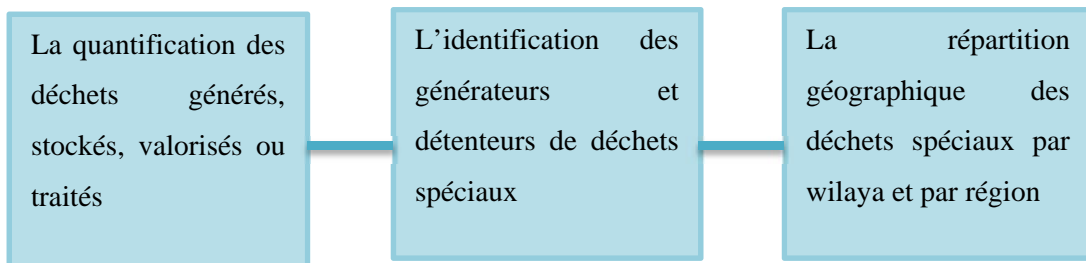 La quantification des
déchets générés,
stockés, valorisés ou
traités
L’identification des
générateurs et
détenteurs de déchets
spéciaux
La répartition
géographique des
déchets spéciaux par
wilaya et par région